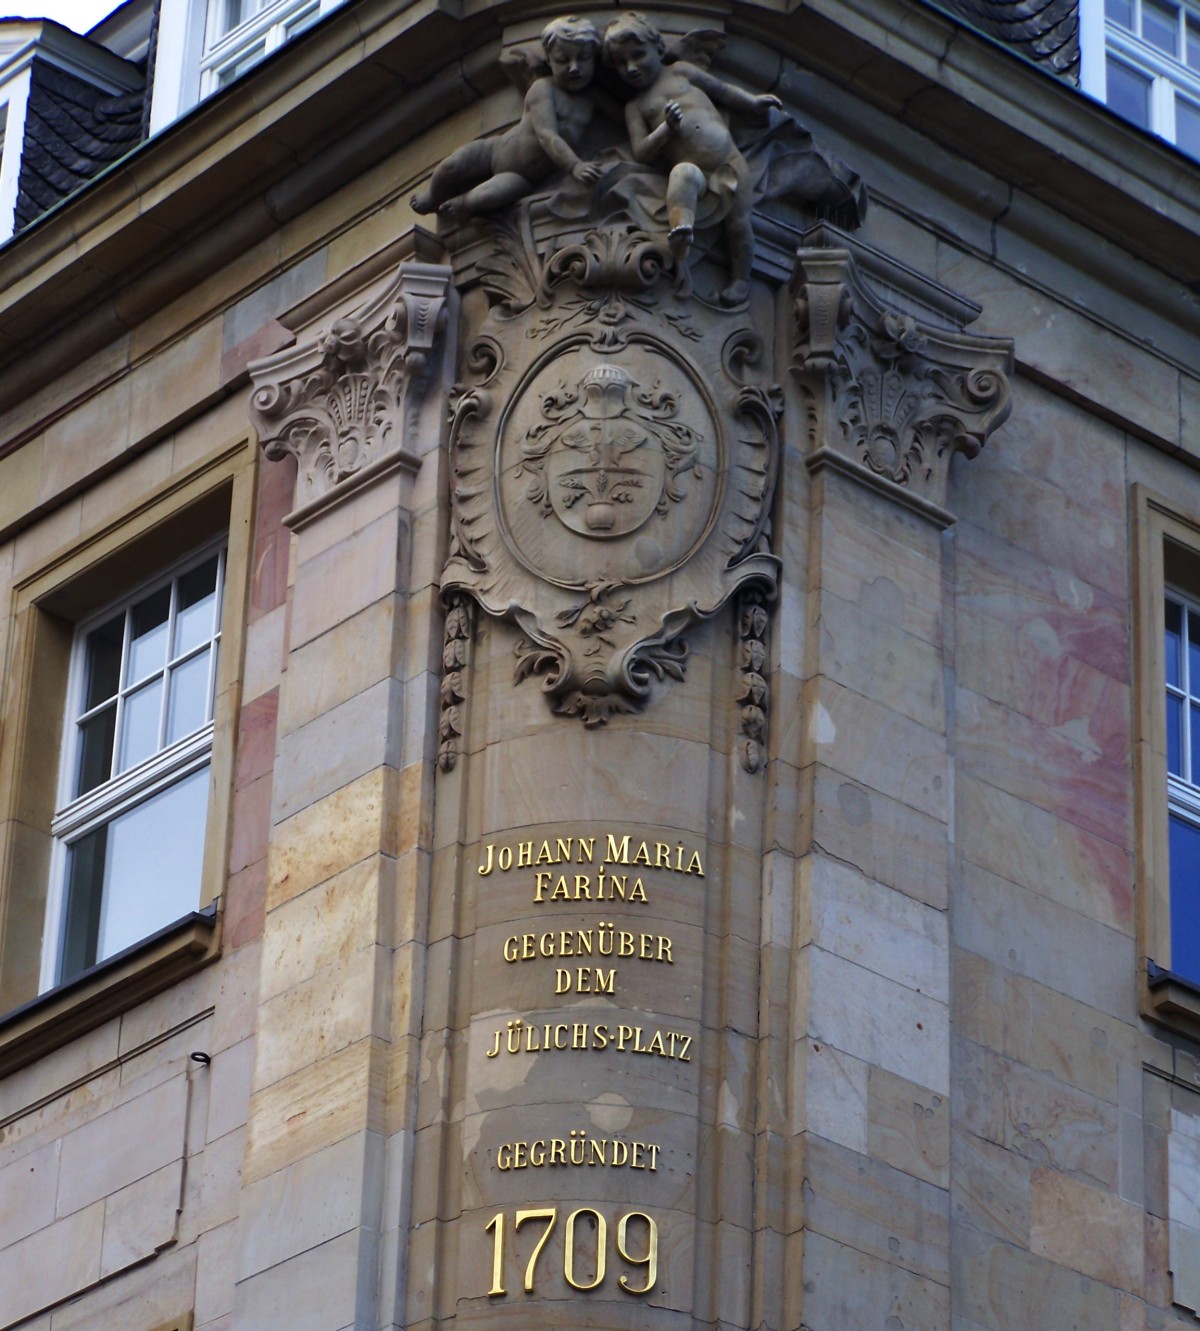 JOHANN MARIA
FARINA
GEGENÜBER
DEM
JÜLICHS-PLATZ
GEGRÜNDET
1709